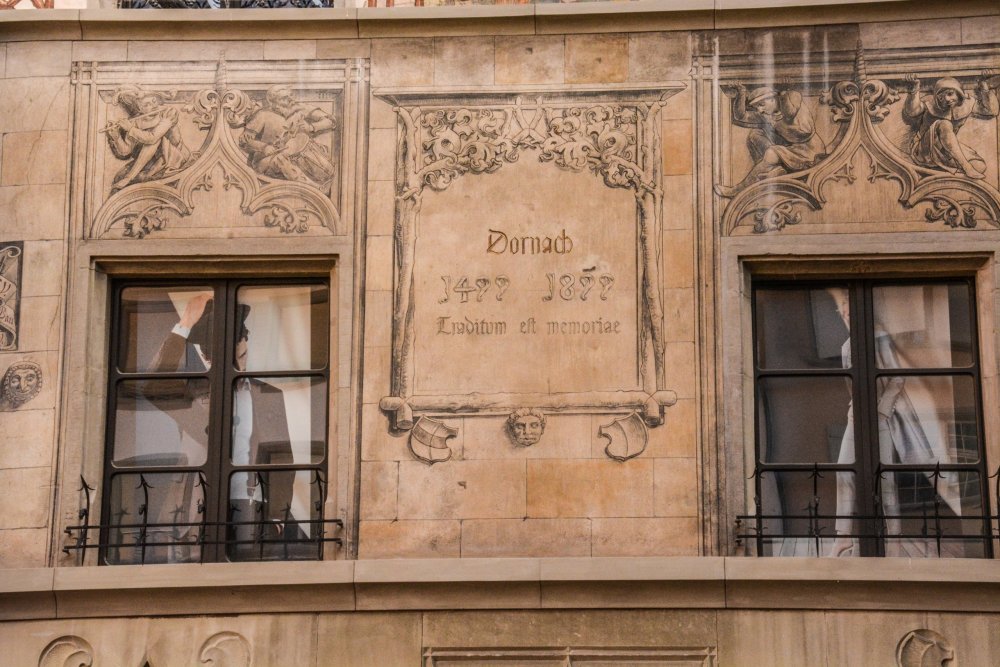 Dornach
1499 1899
Traditum est memoriae